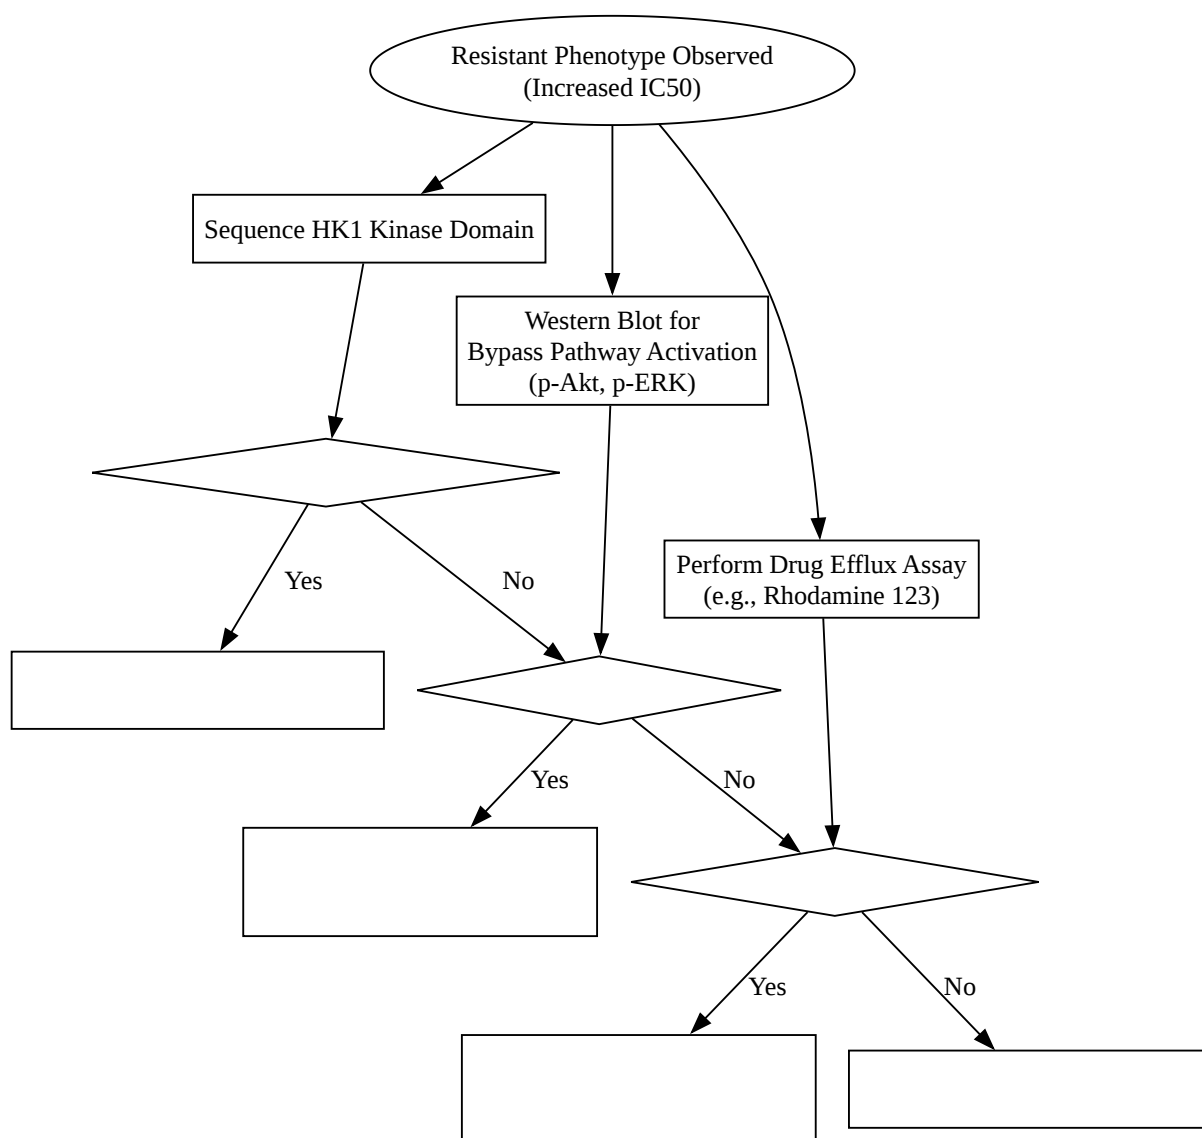 Resistant Phenotype Observed
(Increased IC50)
Sequence HK1 Kinase Domain
Western Blot for
Bypass Pathway Activation
(p-Akt, p-ERK)
Perform Drug Efflux Assay
(e.g., Rhodamine 123)
Yes
No
Yes
No
Yes
No